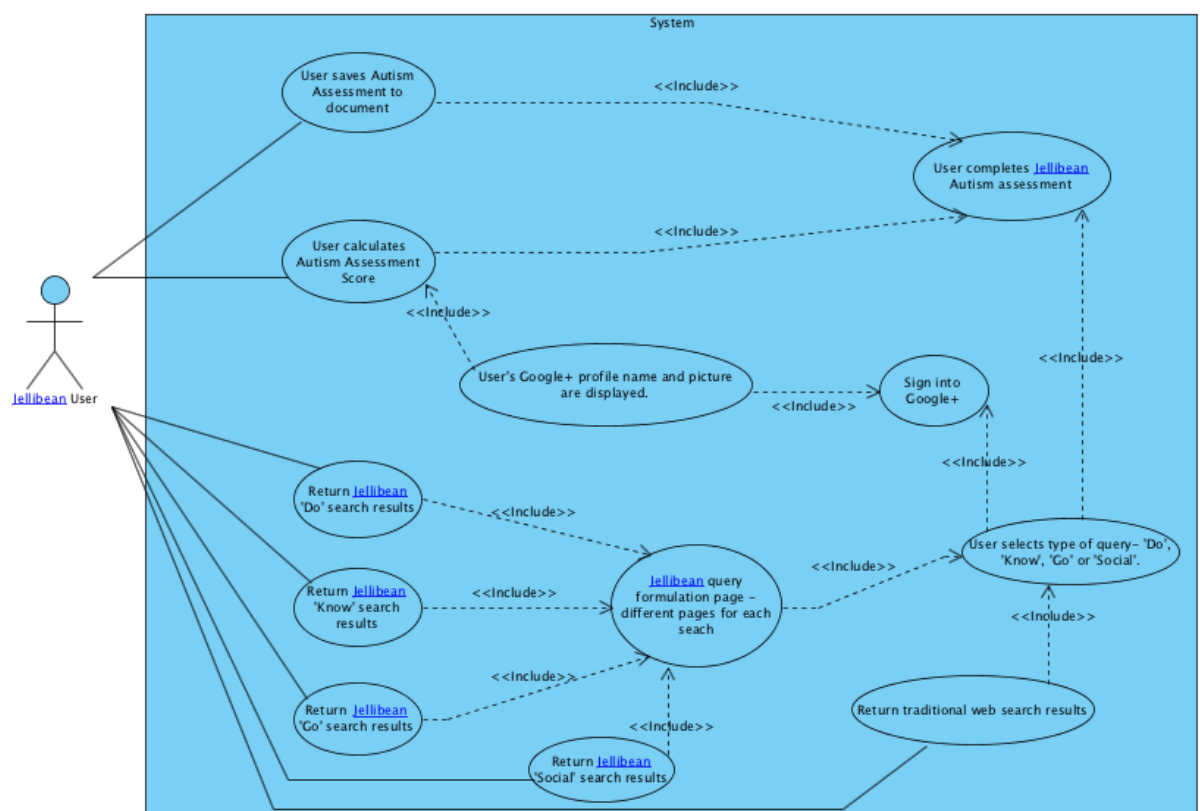 System
User saves Autism
Assessment to
document
<<Include>>
User completes Jellibean
Autism assessment
<<Include>>
User calculates
Autism Assessment
Score
<<Include>>
<<Include>>
User's Google+ profile name and picture
are displayed.
<<Include>>
Sign into
Google+
Jellibean User
<<Include>>
Return Jellibean
'Do' search results
<<Include>>
User selects type of query- 'Do',
'Know', 'Go' or 'Social'.
Jellibean query
formulation page -
different pages for each
seach
<<Include>>
Return Jellibean
'Know' search
results
<<Include>>
<<Include>>
<<Include>>
Return Jellibean
'Go' search results
Return traditional web search results
<<Include>>
Return Jellibean
'Social' search results